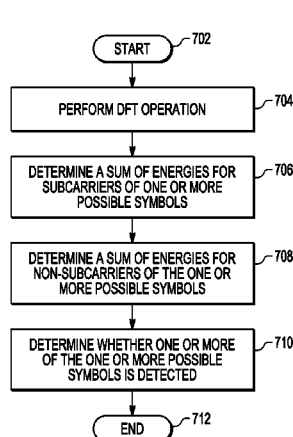 START
702
PERFORM DFT OPERATION
704
DETERMINE A SUM OF ENERGIES FOR
SUBCARRIERS OF ONE OR MORE
POSSIBLE SYMBOLS
706
DETERMINE A SUM OF ENERGIES FOR
NON-SUBCARRIERS OF THE ONE OR
MORE POSSIBLE SYMBOLS
708
DETERMINE WHETHER ONE OR MORE
OF THE ONE OR MORE POSSIBLE
SYMBOLS IS DETECTED
710
END
712